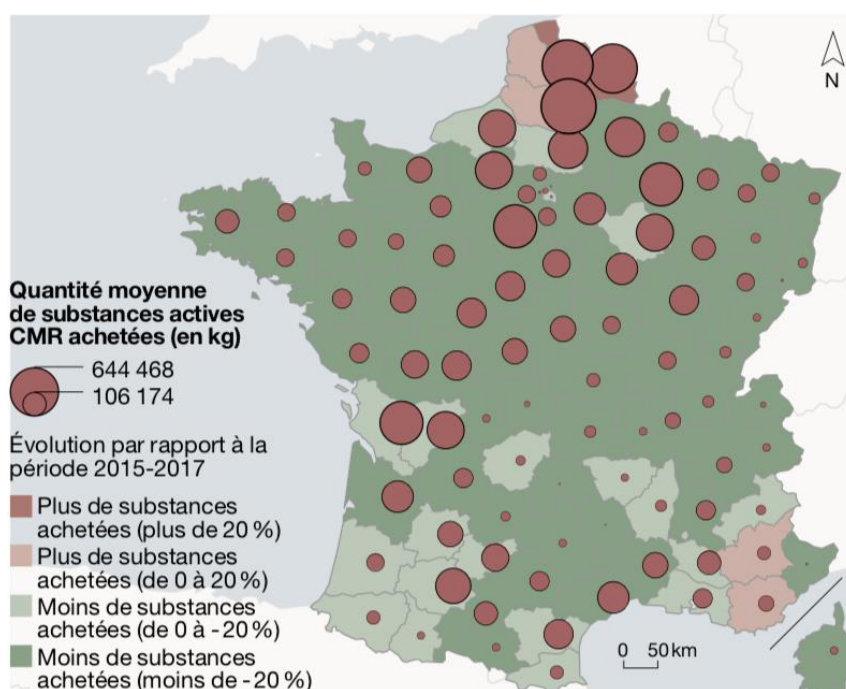 N
Quantité moyenne
de substances actives
CMR achetées (en kg)
644 468
106 174
Évolution par rapport à la
période 2015-2017
Plus de substances
achetées (plus de 20 %)
Plus de substances
achetées (de 0 à 20 %)
Moins de substances
achetées (de 0 à - 20 %)
Moins de substances
achetées (moins de - 20 %)
0 50 km